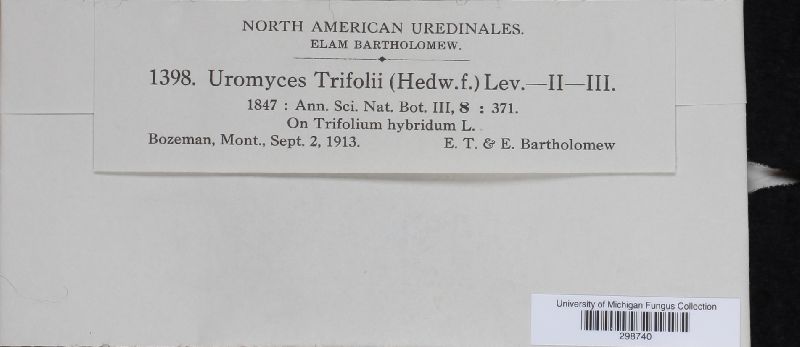 NORTH AMERICAN UREDINALES.
ELAM BARTHOLOMEW.
1398. Uromyces Trifolii (Hedw.f.) Lev.—II—III.
1847 : Ann. Sci. Nat. Bot. III, 8 : 371.
On Trifolium hybridum L.
Bozeman, Mont., Sept. 2, 1913. E. T. & E. Bartholomew
University of Michigan Fungus Collection
298740